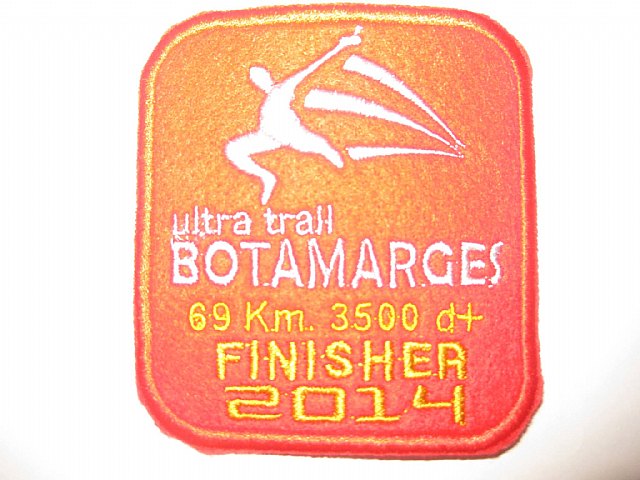 ultra trail
BOTAMARGES
69 Km. 3500 d+
FINISHER
2014